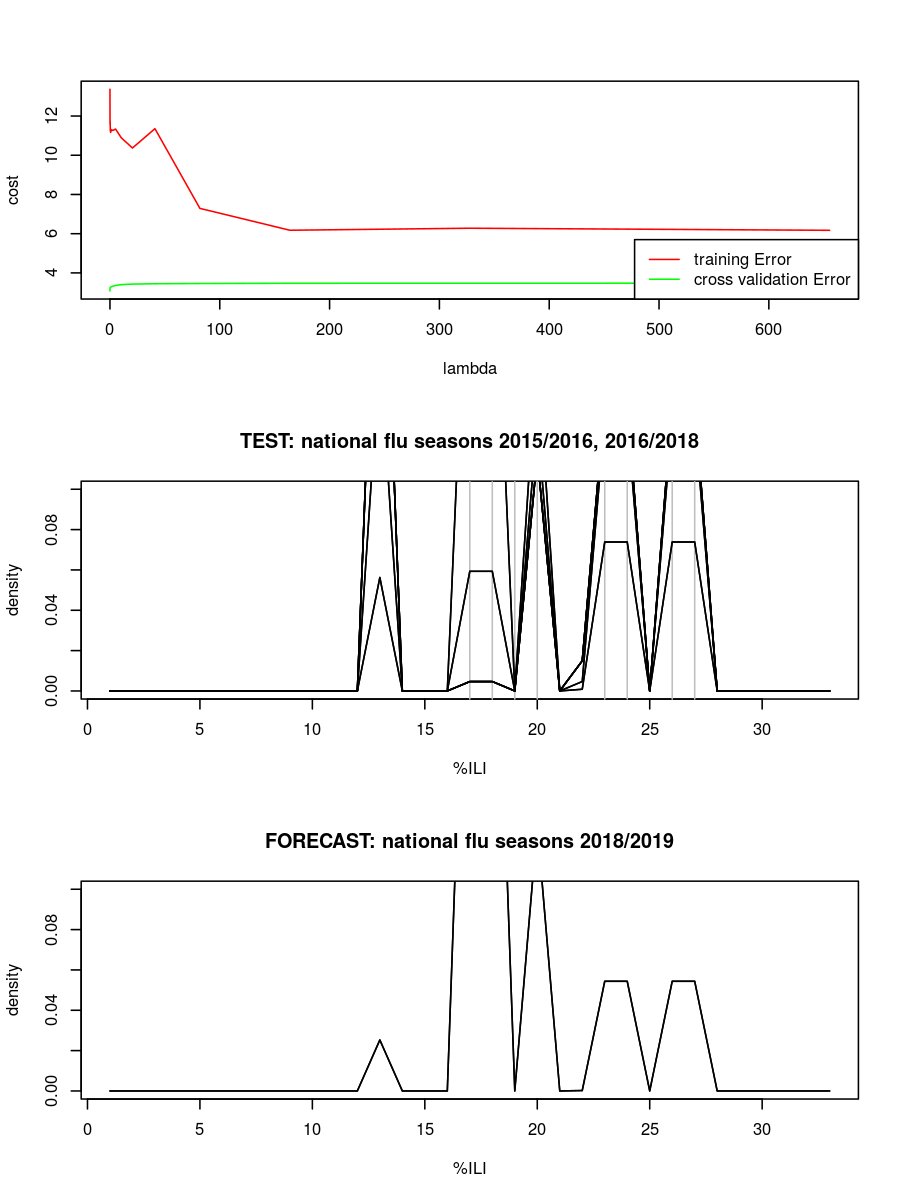 12
10
8
6
4
cost
training Error
cross validation Error
0 100 200 300 400 500 600
lambda
TEST: national flu seasons 2015/2016, 2016/2018
0.08
0.04
0.00
density
0 5 10 15 20 25 30
%ILI
FORECAST: national flu seasons 2018/2019
0.08
0.04
0.00
density
0 5 10 15 20 25 30
%ILI